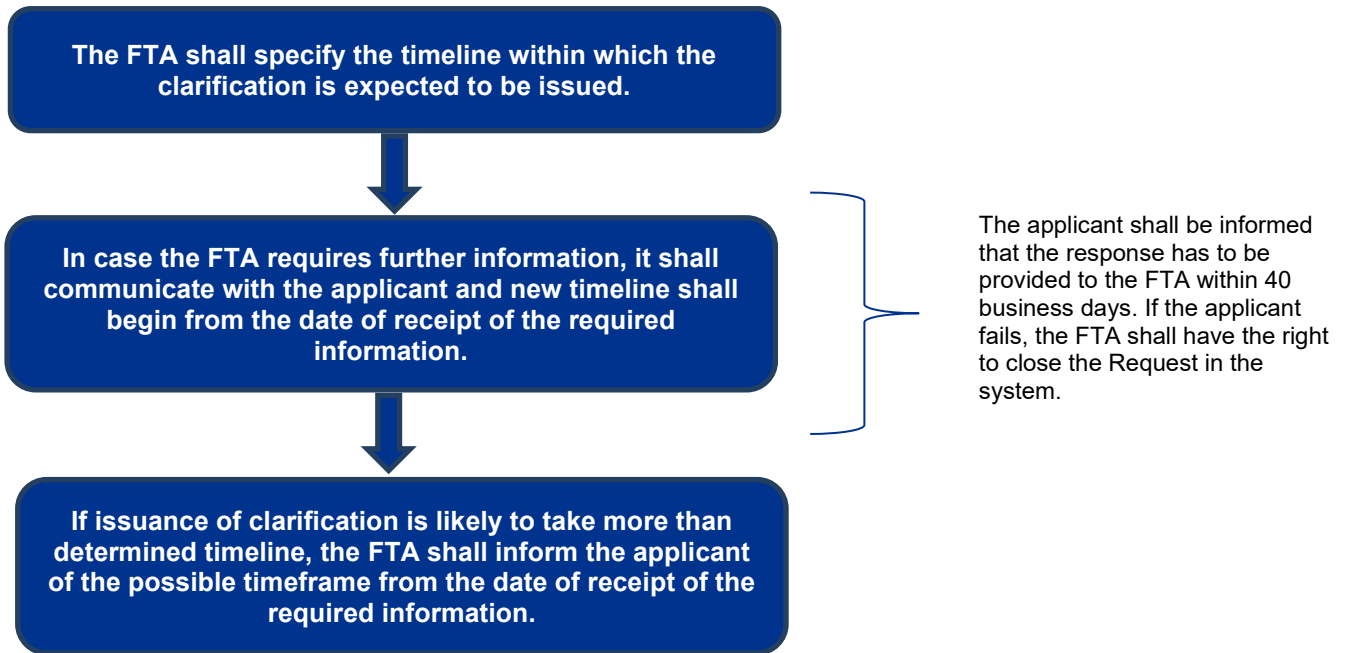 The FTA shall specify the timeline within which the
clarification is expected to be issued.
In case the FTA requires further information, it shall
communicate with the applicant and new timeline shall
begin from the date of receipt of the required
information.
The applicant shall be informed
that the response has to be
provided to the FTA within 40
business days. If the applicant
fails, the FTA shall have the right
to close the Request in the
system.
If issuance of clarification is likely to take more than
determined timeline, the FTA shall inform the applicant
of the possible timeframe from the date of receipt of the
required information.